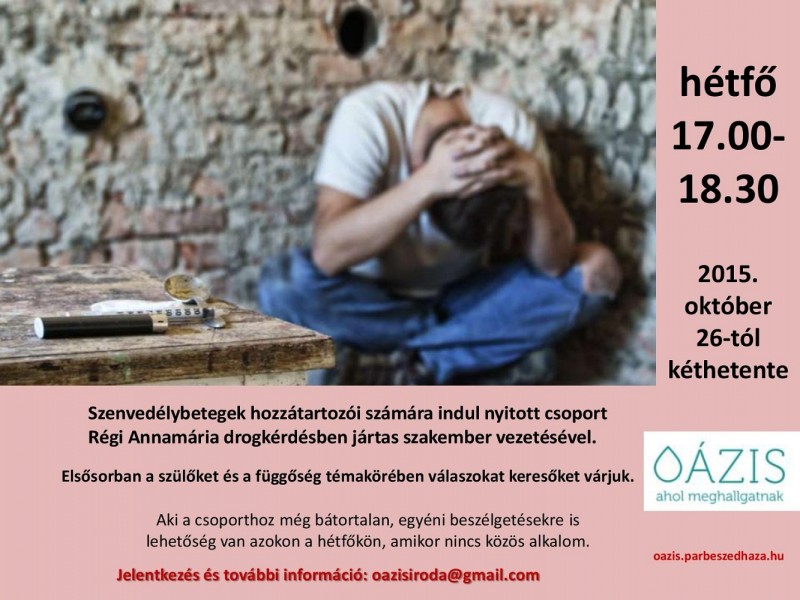 hétfő
17.00-
18.30
2015.
október
26-tól
kéthetente
Szenvedélybetegek hozzátartozói számára indul nyitott csoport
Régi Annamária drogkérdésben jártas szakember vezetésével.
Elsősorban a szülőket és a függőség témakörében válaszokat keresőket várjuk.
OÁZIS
ahol meghallgatnak
Aki a csoporthoz még bátortalan, egyéni beszélgetésekre is
lehetőség van azokon a hétfőkön, amikor nincs közös alkalom.
oazis.parbeszedhaza.hu
Jelentkezés és további információ: oazisiroda@gmail.com